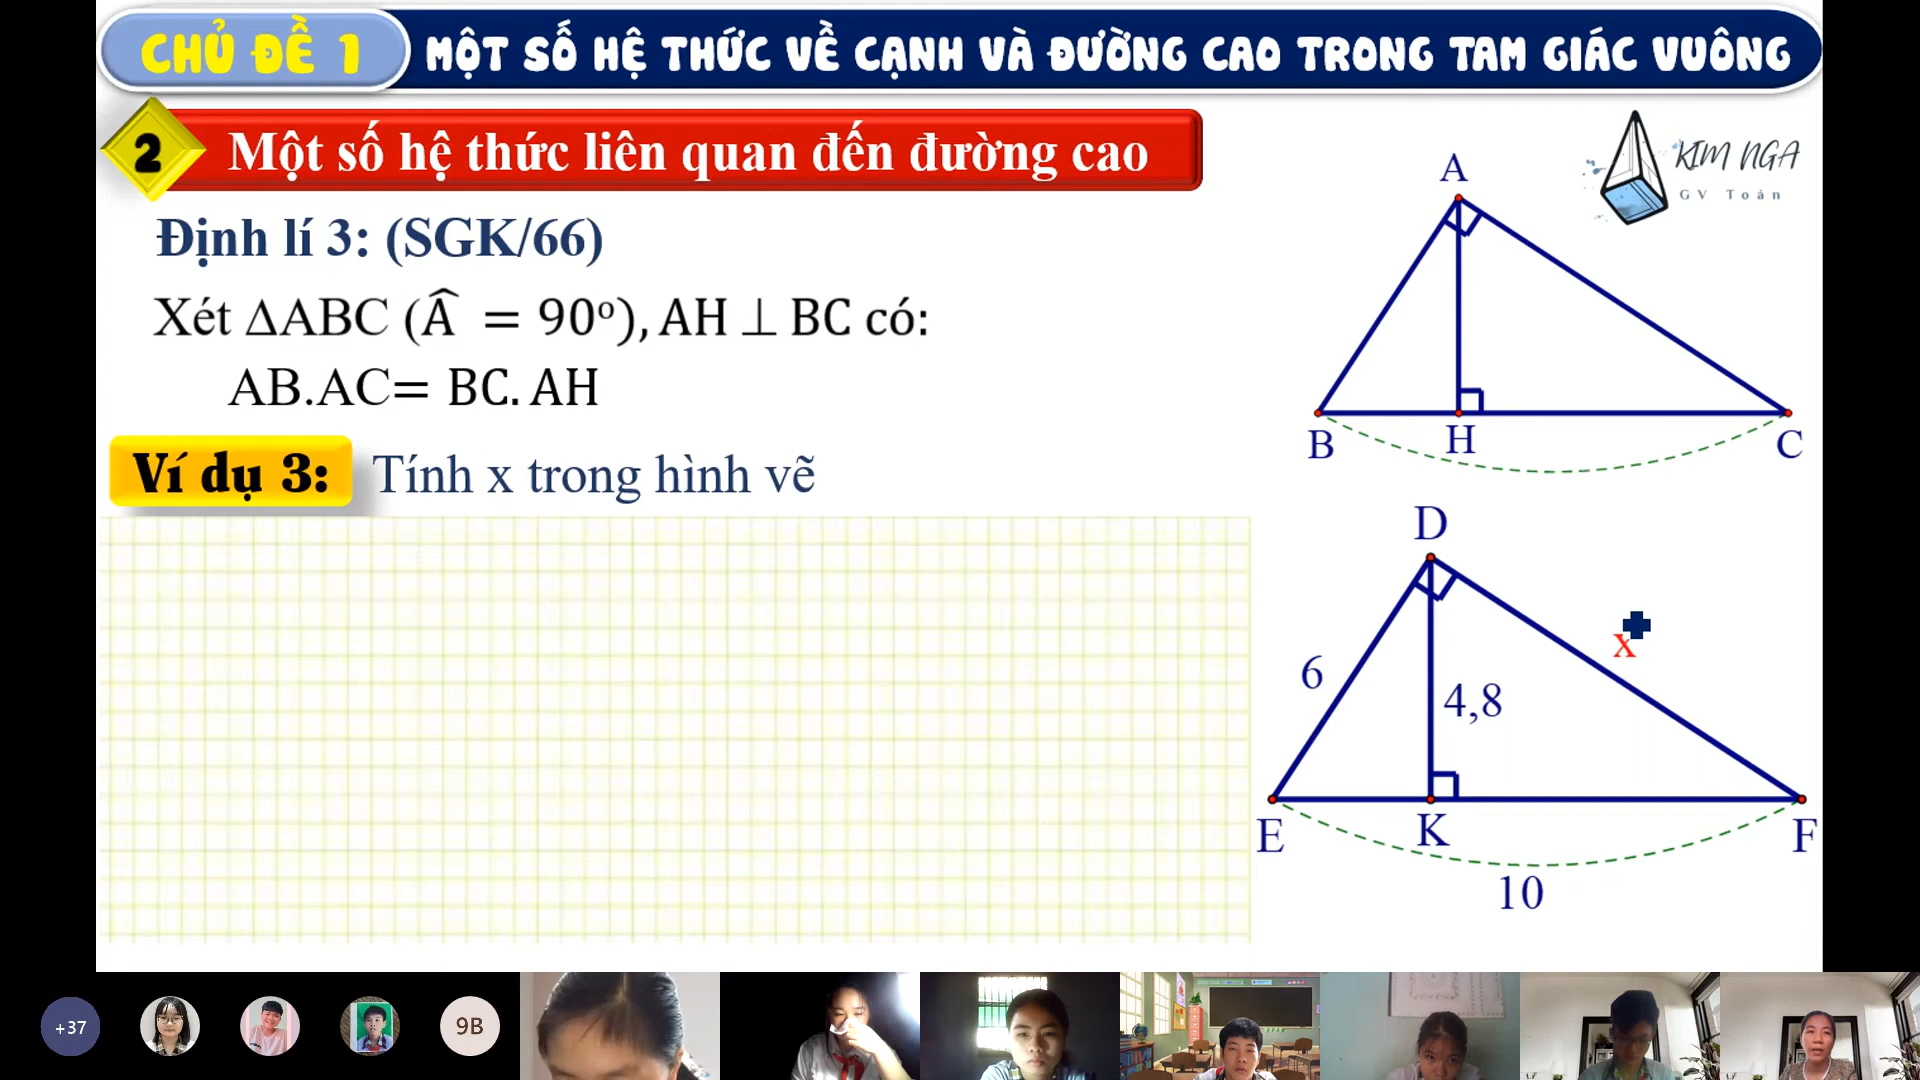 CHỦ ĐỀ 1
MỘT SỐ HỆ THỨC VỀ CẠNH VÀ ĐƯỜNG CAO TRONG TAM GIÁC VUÔNG
2
Một số hệ thức liên quan đến đường cao
KIM NGA
GV Toán
Định lí 3: (SGK/66)
Xét ΔABC (Â = 90º), AH ⊥ BC có:
AB.AC= BC. AH
A
B
H
C
Ví dụ 3:
Tính x trong hình vẽ
D
x
6
4,8
E
K
F
10
+37
9B